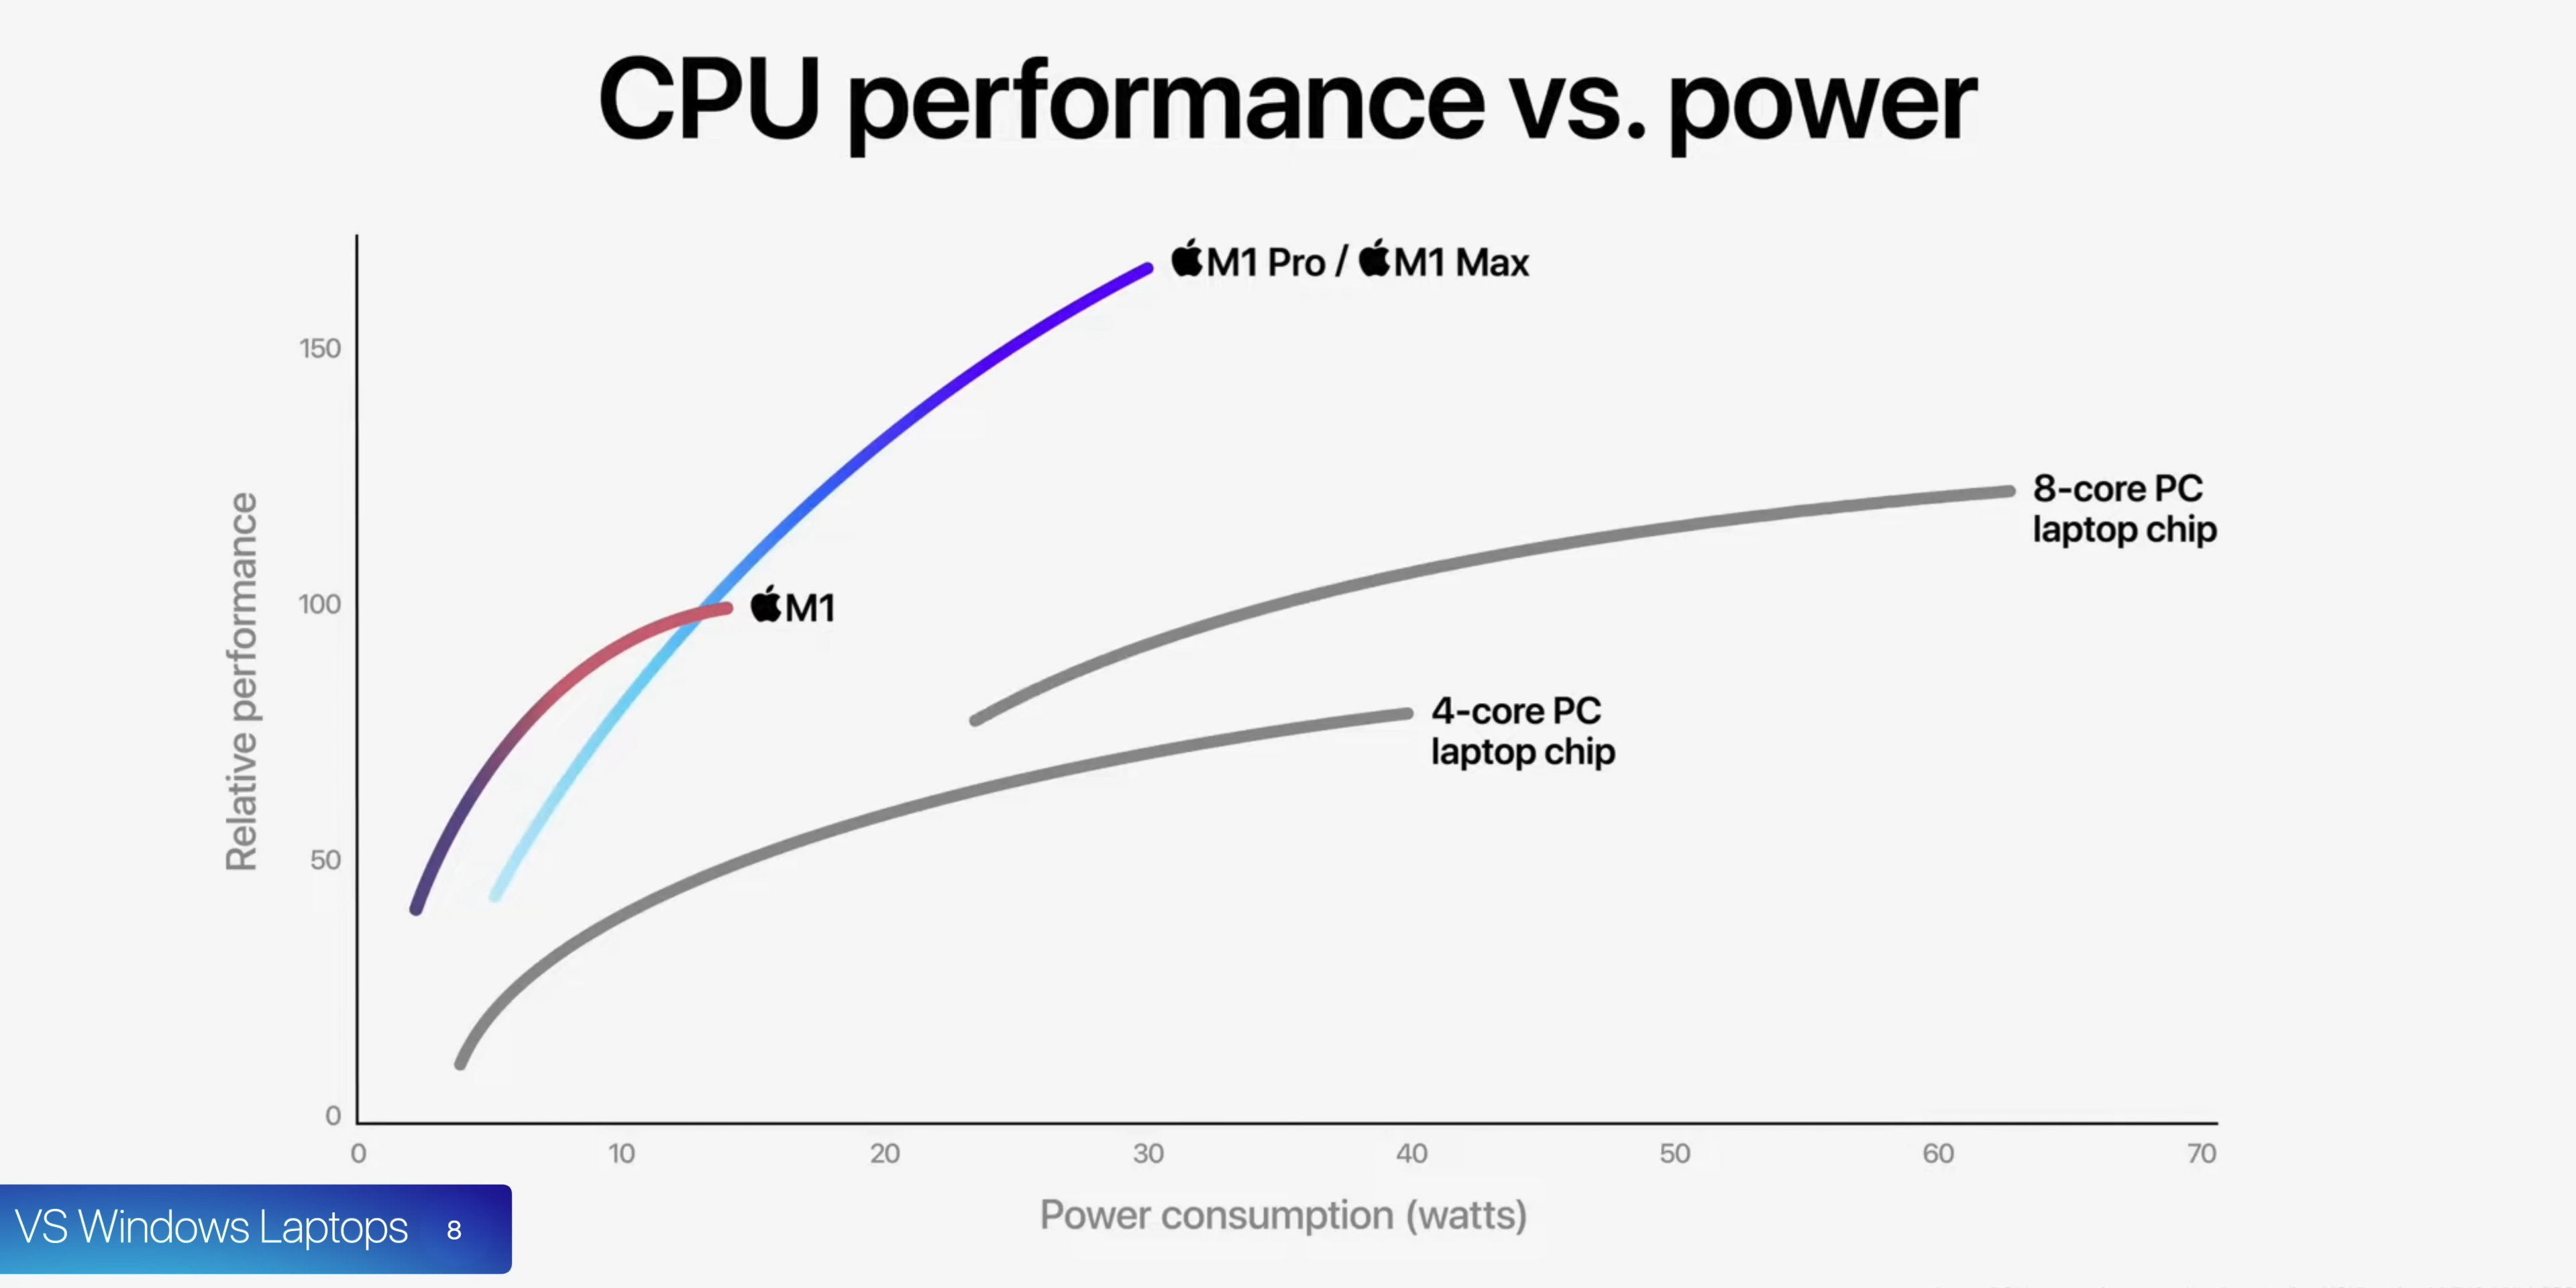 CPU performance vs. power
M1 Pro / M1 Max
150
8-core PC
laptop chip
Relative performance
100
M1
4-core PC
laptop chip
50
0
0 10 20 30 40 50 60 70
Power consumption (watts)
VS Windows Laptops 8